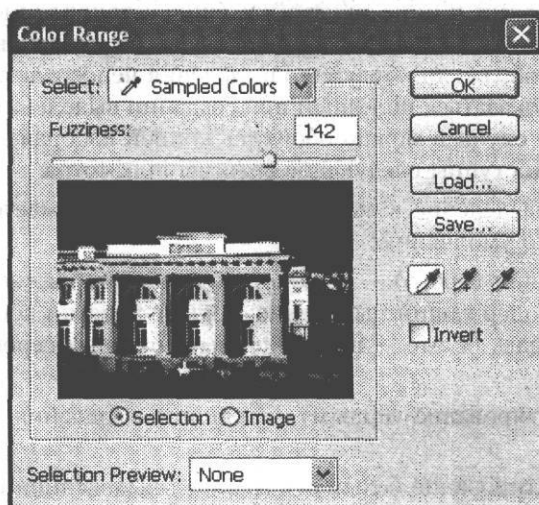 Color Range
Select: Sampled Colors
Fuzziness: 142
Selection Image
Selection Preview: None
OK
Cancel
Load...
Save...
Invert